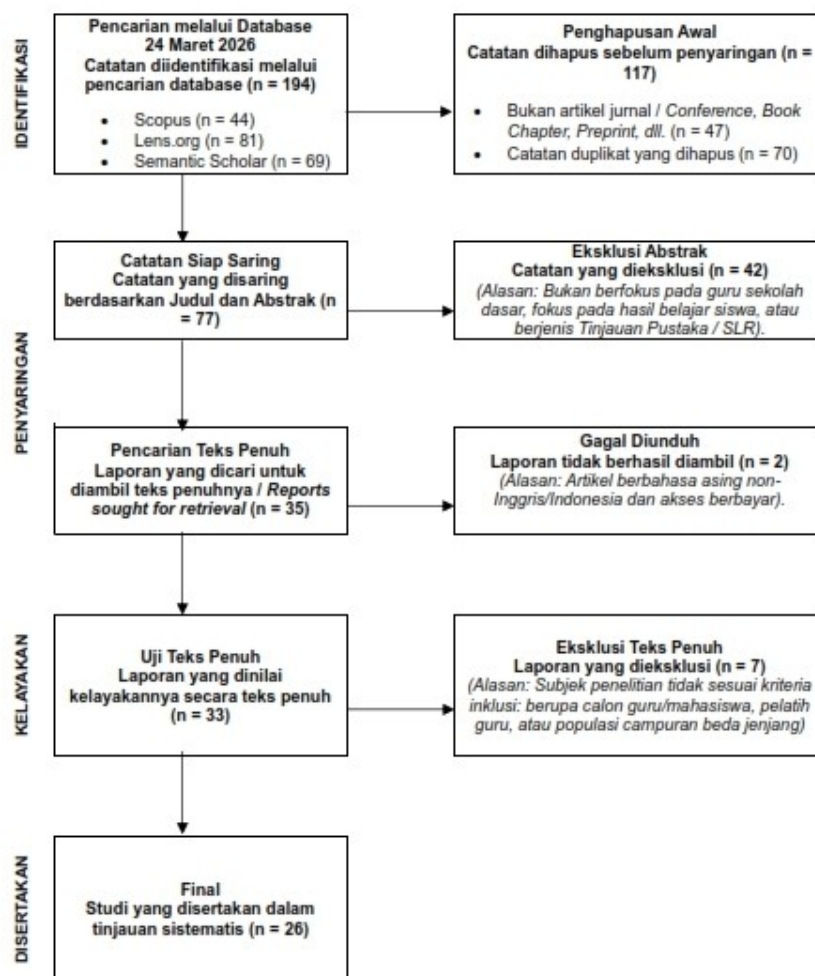 IDENTIFIKASI
Pencarian melalui Database
24 Maret 2026
Catatan diidentifikasi melalui
pencarian database (n = 194)
• Scopus (n = 44)
• Lens.org (n = 81)
• Semantic Scholar (n = 69)
Penghapusan Awal
Catatan dihapus sebelum penyaringan (n =
117)
• Bukan artikel jurnal / Conference, Book
Chapter, Preprint, dll. (n = 47)
• Catatan duplikat yang dihapus (n = 70)
PENYARINGAN
Catatan Siap Saring
Catatan yang disaring
berdasarkan Judul dan Abstrak (n
= 77)
Eksklusi Abstrak
Catatan yang dieksklusi (n = 42)
(Alasan: Bukan berfokus pada guru sekolah
dasar, fokus pada hasil belajar siswa, atau
berjenis Tinjauan Pustaka / SLR).
Pencarian Teks Penuh
Laporan yang dicari untuk
diambil teks penuhnya / Reports
sought for retrieval (n = 35)
Gagal Diunduh
Laporan tidak berhasil diambil (n = 2)
(Alasan: Artikel berbahasa asing non-
Inggris/Indonesia dan akses berbayar).
KELAYAKAN
Uji Teks Penuh
Laporan yang dinilai
kelayakannya secara teks penuh
(n = 33)
Eksklusi Teks Penuh
Laporan yang dieksklusi (n = 7)
(Alasan: Subjek penelitian tidak sesuai kriteria
inklusi: berupa calon guru/mahasiswa, pelatih
guru, atau populasi campuran beda jenjang)
DISERTAKAN
Final
Studi yang disertakan dalam
tinjauan sistematis (n = 26)